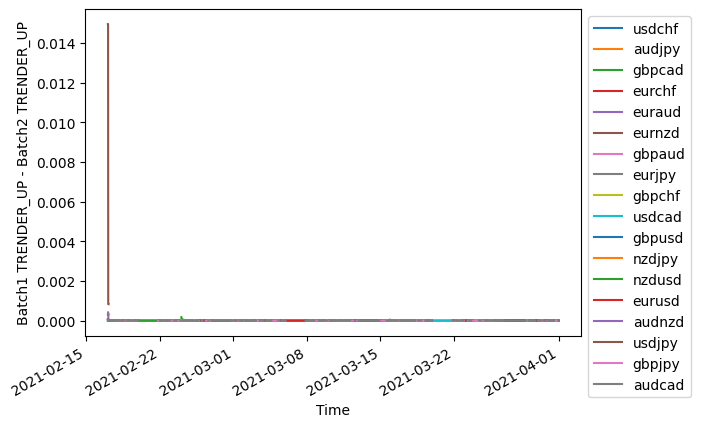 Batch1 TRENDER_UP - Batch2 TRENDER_UP
0.014
0.012
0.010
0.008
0.006
0.004
0.002
0.000
2021-02-15
2021-02-22
2021-03-01
2021-03-08
2021-03-15
2021-03-22
2021-04-01
Time
usdchf
audjpy
gbpcad
eurchf
euraud
eurnzd
gbpaud
eurjpy
gbpchf
usdcad
gbpusd
nzdjpy
nzdusd
eurusd
audnzd
usdjpy
gbpjpy
audcad